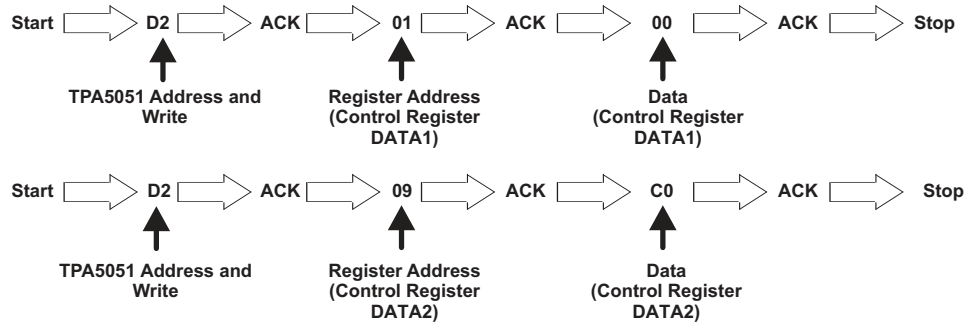 Start D2 ACK 01 ACK 00 ACK Stop
TPA5051 Address and
Write
Register Address
(Control Register
DATA1)
Data
(Control Register
DATA1)
Start D2 ACK 09 ACK C0 ACK Stop
TPA5051 Address and
Write
Register Address
(Control Register
DATA2)
Data
(Control Register
DATA2)